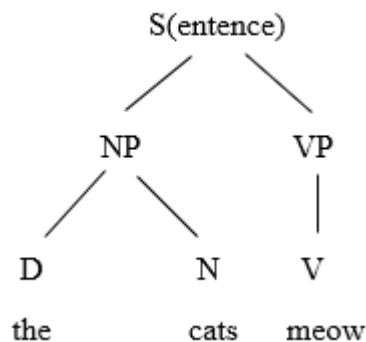 S(entence)
NP VP
D N V
the cats meow